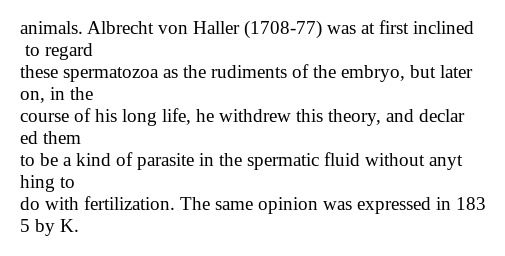 animals. Albrecht von Haller (1708-77) was at first inclined
 to regard
these spermatozoa as the rudiments of the embryo, but later
on, in the
course of his long life, he withdrew this theory, and declar
ed them
to be a kind of parasite in the spermatic fluid without anyt
hing to
do with fertilization. The same opinion was expressed in 183
5 by K.